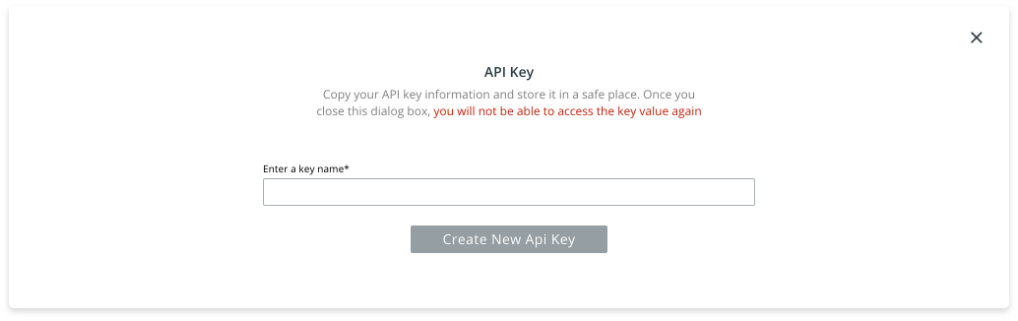 API Key
Copy your API key information and store it in a safe place. Once you
close this dialog box, you will not be able to access the key value again
Enter a key name*
Create New Api Key